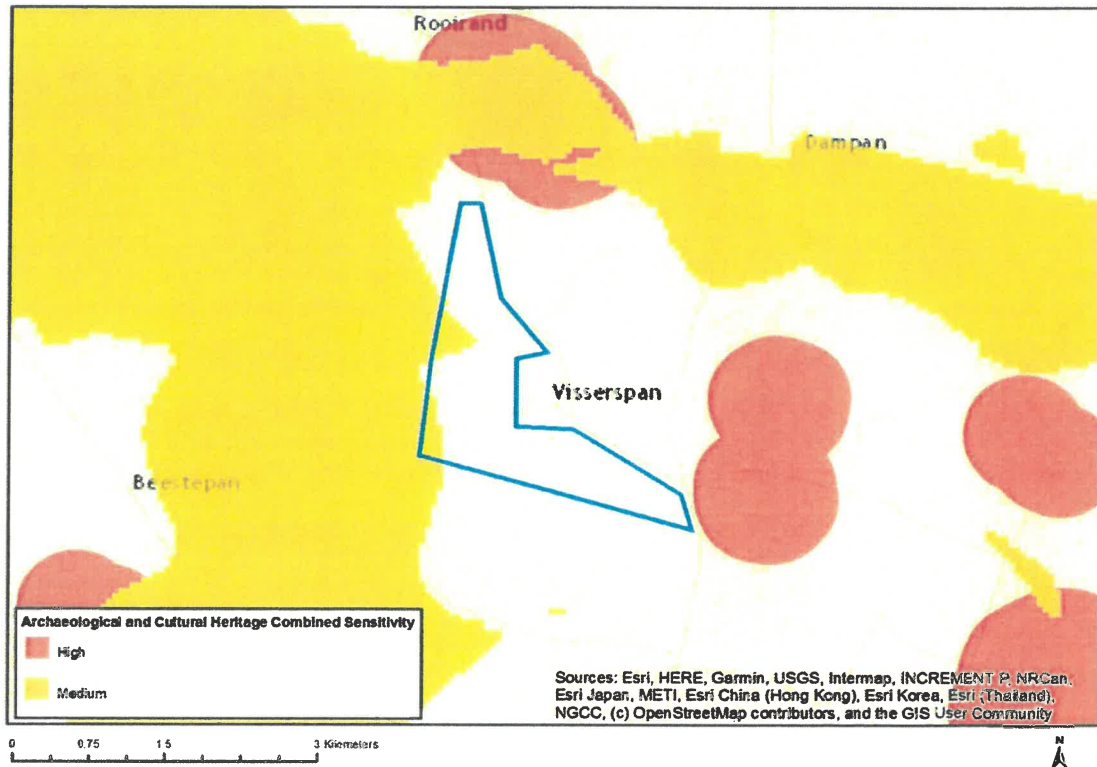 Rooirand
Dampan
Visserspan
Beestepan
Archaeological and Cultural Heritage Combined Sensitivity
High
Medium
Sources: Esri, HERE, Garmin, USGS, Intermap, INCREMENT P, NRCan,
Esri Japan, METI, Esri China (Hong Kong), Esri Korea, Esri (Thailand),
NGCC, (c) OpenStreetMap contributors, and the GIS User Community
0 0.75 1.5 3 Kilometers
N